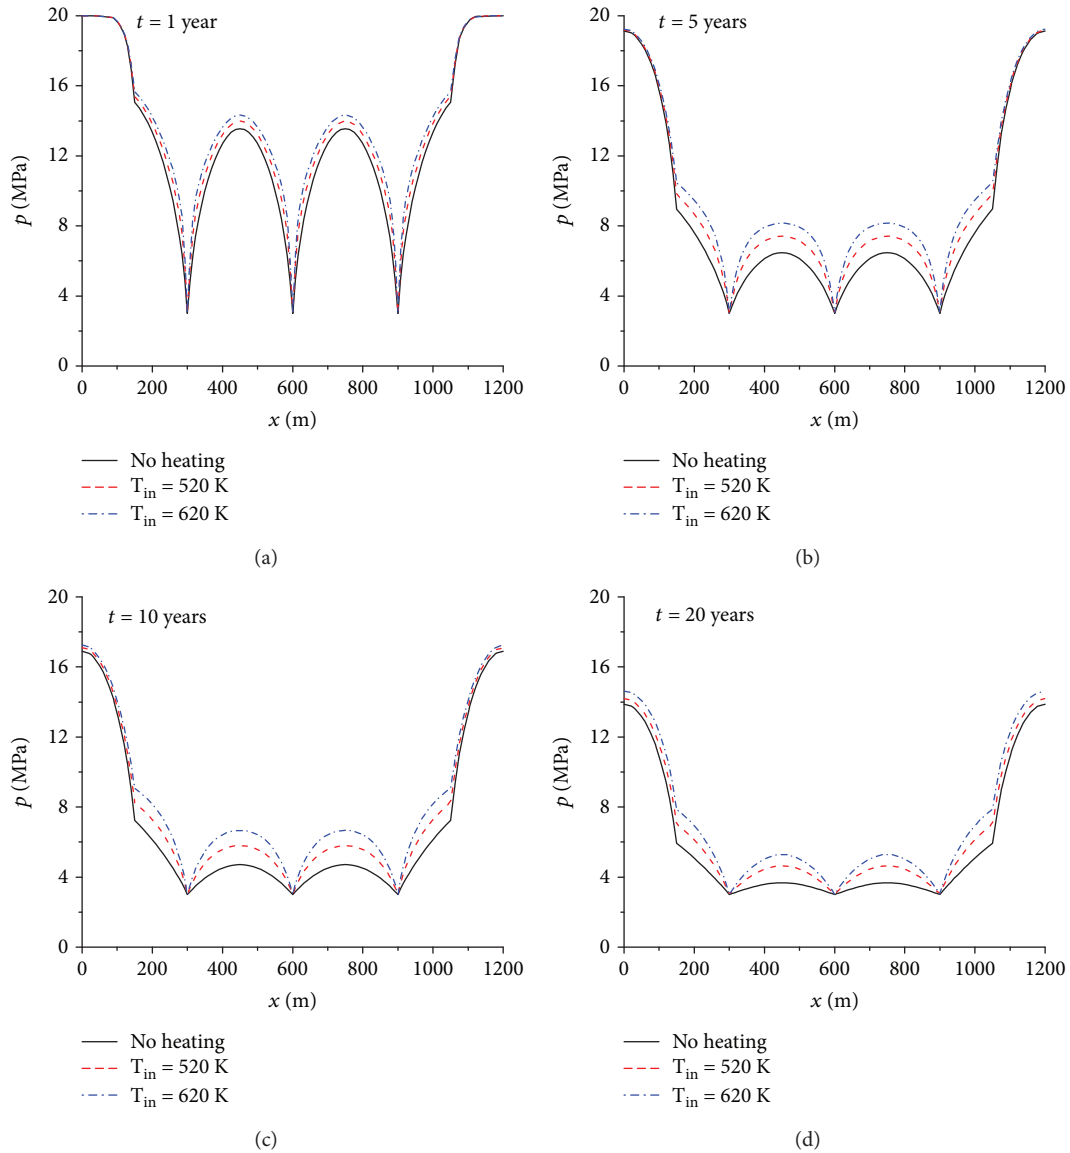 t = 1 year
20
16
12
8
4
0
p (MPa)
0 200 400 600 800 1000 1200
x (m)
No heating
T_in = 520 K
T_in = 620 K
(a)
t = 5 years
20
16
12
8
4
0
p (MPa)
0 200 400 600 800 1000 1200
x (m)
No heating
T_in = 520 K
T_in = 620 K
(b)
t = 10 years
20
16
12
8
4
0
p (MPa)
0 200 400 600 800 1000 1200
x (m)
No heating
T_in = 520 K
T_in = 620 K
(c)
t = 20 years
20
16
12
8
4
0
p (MPa)
0 200 400 600 800 1000 1200
x (m)
No heating
T_in = 520 K
T_in = 620 K
(d)